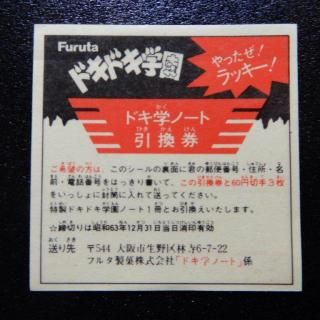 Furuta
ドキドキ学園
やったぜ!
ラッキー!
ドキ学ノート
引換券
ご希望の方は、このシールの裏面に君の郵便番号・住所・名
前・電話番号をはっきり書いて、この引換券と60円切手3枚
をいっしょに封筒に入れて送ってください。
特製ドキドキ学園ノート1冊とお引換えいたします。
☆締切りは昭和63年12月31日当日消印有効
送り先 〒544 大阪市生野区林寺6-7-22
フルタ製菓株式会社「ドキ学ノート」係